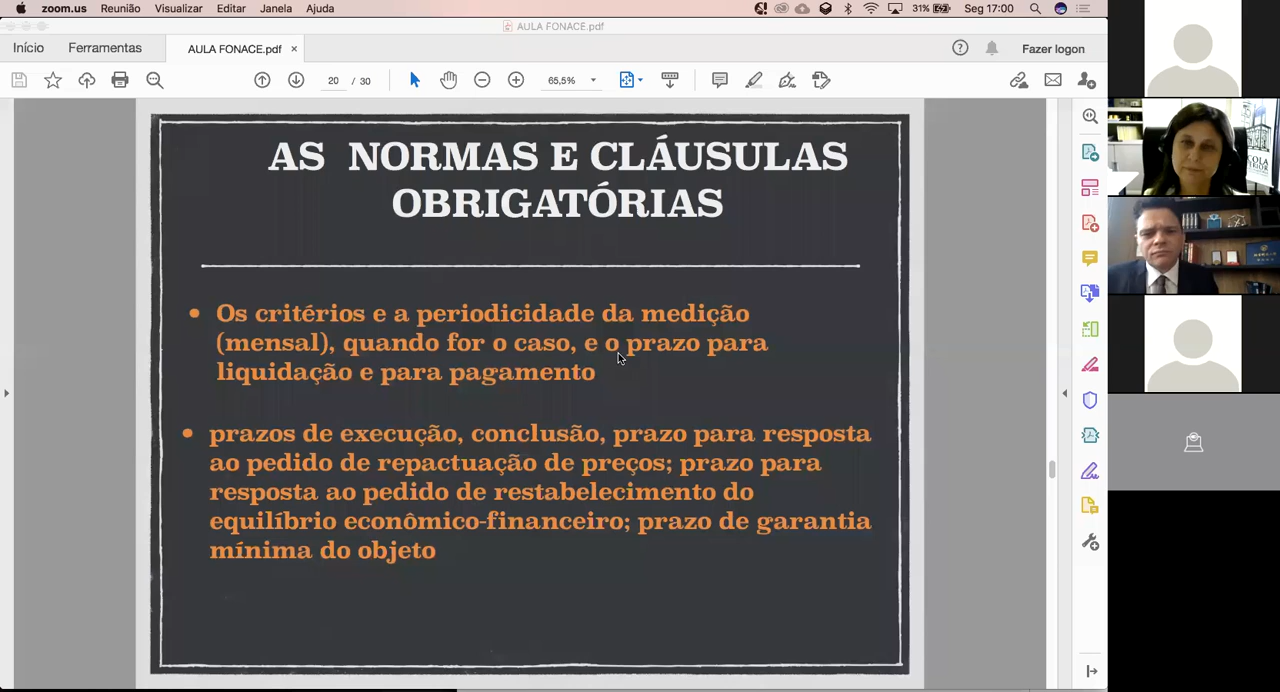 zoom.us Reunião Visualizar Editar Janela Ajuda 31% Seg 17:00
AULA FONACE.pdf
Início Ferramentas AULA FONACE.pdf × Fazer logon
20 / 30 65,5%
AS NORMAS E CLÁUSULAS
OBRIGATÓRIAS
• Os critérios e a periodicidade da medição
(mensal), quando for o caso, e o prazo para
liquidação e para pagamento
• prazos de execução, conclusão, prazo para resposta
ao pedido de repactuação de preços; prazo para
resposta ao pedido de restabelecimento do
equilíbrio econômico-financeiro; prazo de garantia
mínima do objeto